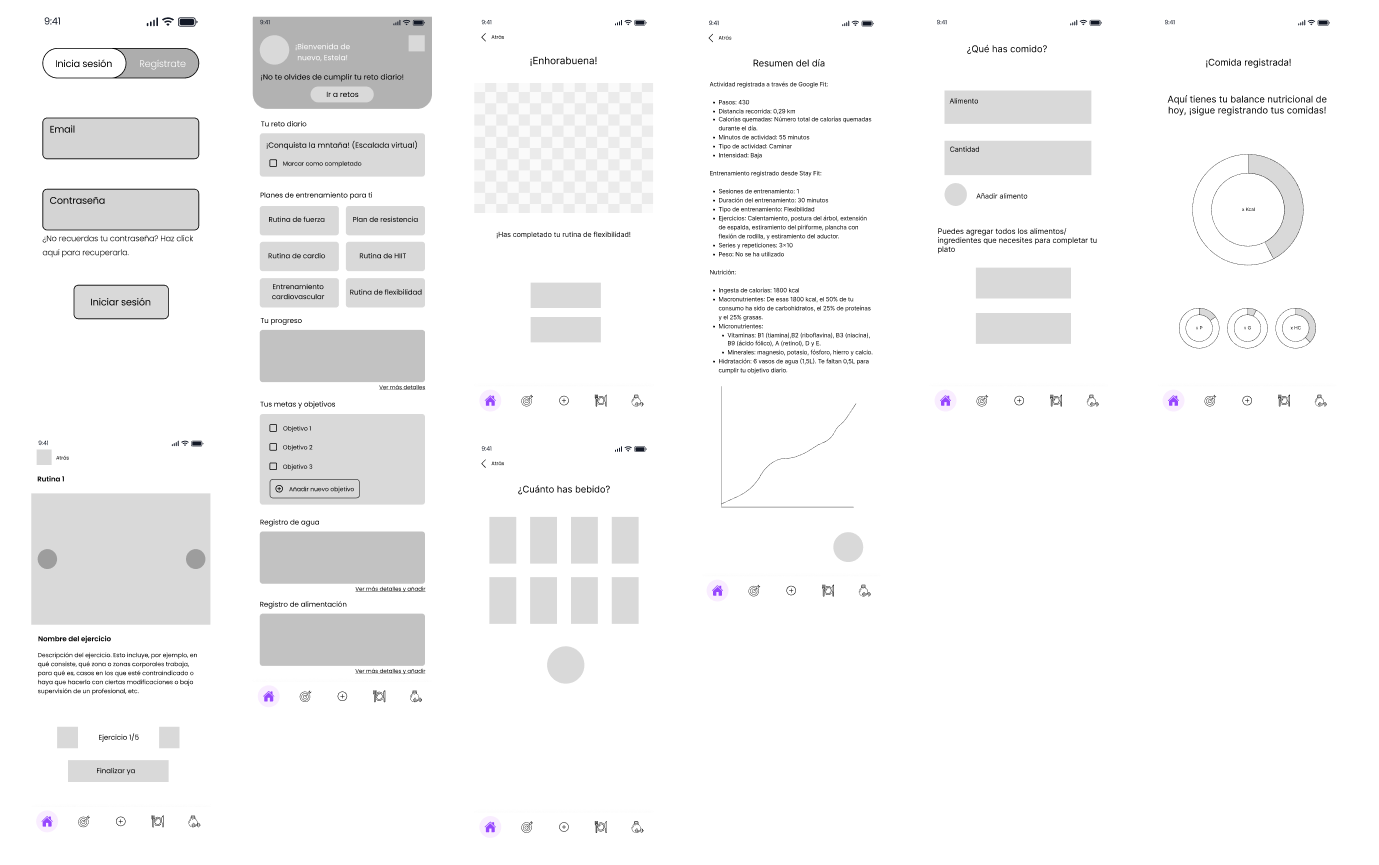 9:41
Inicia sesión
Regístrate
Email
Contraseña
¿No recuerdas tu contraseña? Haz click
aquí para recuperarla.
Iniciar sesión
9:41
¡Bienvenida de
nuevo, Estela!
¡No te olvides de cumplir tu reto diario!
Ir a retos
Tu reto diario
¡Conquista la mntaña! (Escalada virtual)
Marcar como completado
Planes de entrenamiento para ti
Rutina de fuerza
Plan de resistencia
Rutina de cardio
Rutina de HIIT
Entrenamiento
cardiovascular
Rutina de flexibilidad
Tu progreso
Ver más detalles
Tus metas y objetivos
Objetivo 1
Objetivo 2
Objetivo 3
Añadir nuevo objetivo
Registro de agua
Ver más detalles y añadir
Registro de alimentación
Ver más detalles y añadir
9:41
Atrás
¡Enhorabuena!
¡Has completado tu rutina de flexibilidad!
9:41
Atrás
Resumen del día
Actividad registrada a través de Google Fit:
• Pasos: 430
• Distancia recorrida: 0,29 km
• Calorías quemadas: Número total de calorías quemadas
durante el día.
• Minutos de actividad: 55 minutos
• Tipo de actividad: Caminar
• Intensidad: Baja
Entrenamiento registrado desde Stay Fit:
• Sesiones de entrenamiento: 1
• Duración del entrenamiento: 30 minutos
• Tipo de entrenamiento: Flexibilidad
• Ejercicios: Calentamiento, postura del árbol, extensión
de espalda, estiramiento del piriforme, plancha con
flexión de rodilla, y estiramiento del aductor.
• Series y repeticiones: 3x10
• Peso: No se ha utilizado
Nutrición:
• Ingesta de calorías: 1800 kcal
• Macronutrientes: De esas 1800 kcal, el 50% de tu
consumo ha sido de carbohidratos, el 25% de proteínas
y el 25% grasas.
• Micronutrientes:
• Vitaminas: B1 (tiamina),B2 (riboflavina), B3 (niacina),
B9 (ácido fólico), A (retinol), D y E.
• Minerales: magnesio, potasio, fósforo, hierro y calcio.
• Hidratación: 6 vasos de agua (1,5L). Te faltan 0,5L para
cumplir tu objetivo diario.
9:41
¿Qué has comido?
Alimento
Cantidad
Añadir alimento
Puedes agregar todos los alimentos/
ingredientes que necesites para completar tu
plato
9:41
¡Comida registrada!
Aquí tienes tu balance nutricional de
hoy, ¡sigue registrando tus comidas!
x Kcal
x P
x G
x HC
9:41
Atrás
Rutina 1
Nombre del ejercicio
Descripción del ejercicio. Esto incluye, por ejemplo, en
qué consiste, qué zona o zonas corporales trabaja,
para qué es, casos en los que esté contraindicado o
haya que hacerlo con ciertas modificaciones o bajo
supervisión de un profesional, etc.
Ejercicio 1/5
Finalizar ya
9:41
Atrás
¿Cuánto has bebido?